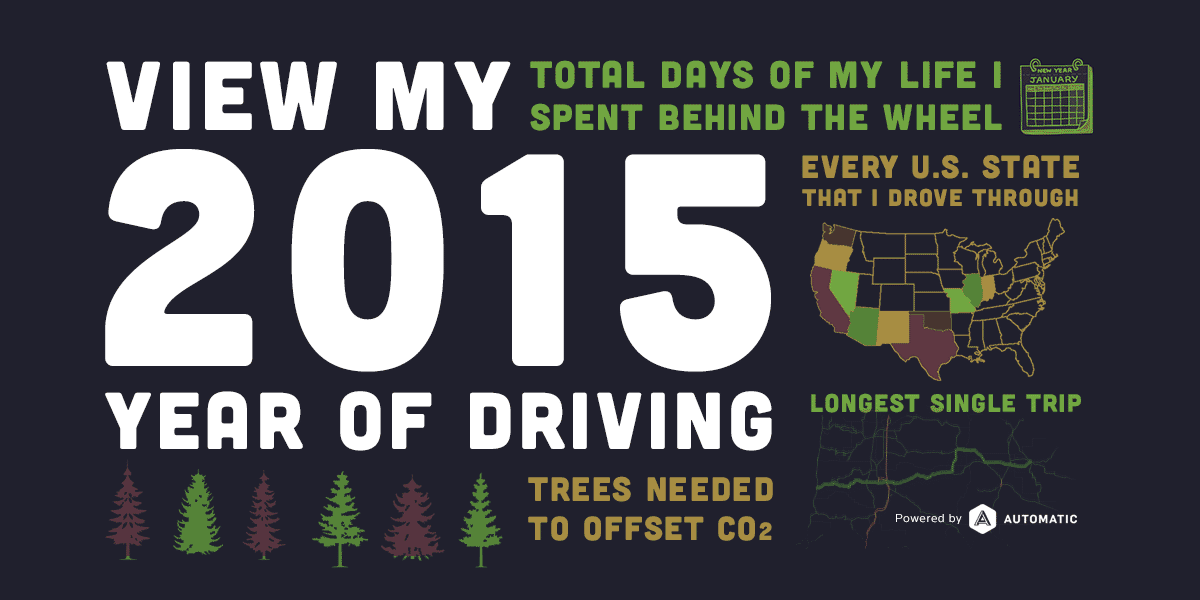 VIEW MY
2015
YEAR OF DRIVING
TOTAL DAYS OF MY LIFE I
SPENT BEHIND THE WHEEL
NEW YEAR
JANUARY
EVERY U.S. STATE
THAT I DROVE THROUGH
LONGEST SINGLE TRIP
TREES NEEDED
TO OFFSET CO₂
Powered by AUTOMATIC